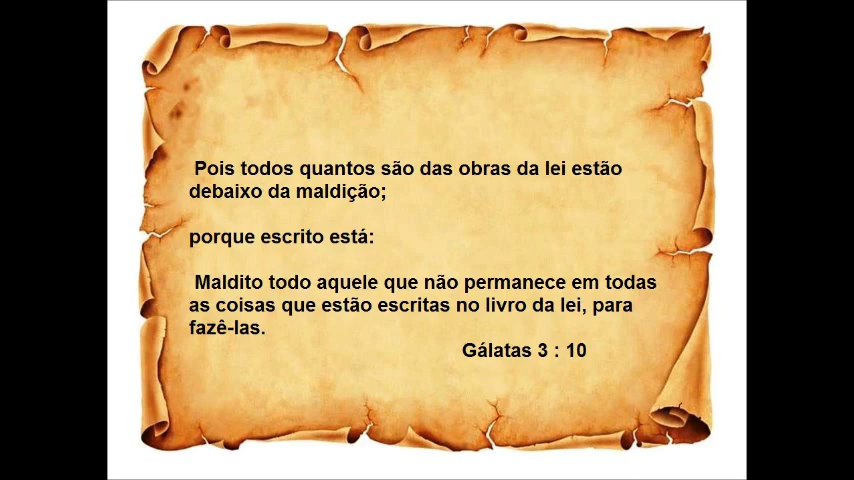 Pois todos quantos são das obras da lei estão
debaixo da maldição;
porque escrito está:
Maldito todo aquele que não permanece em todas
as coisas que estão escritas no livro da lei, para
fazê-las.
Gálatas 3 : 10